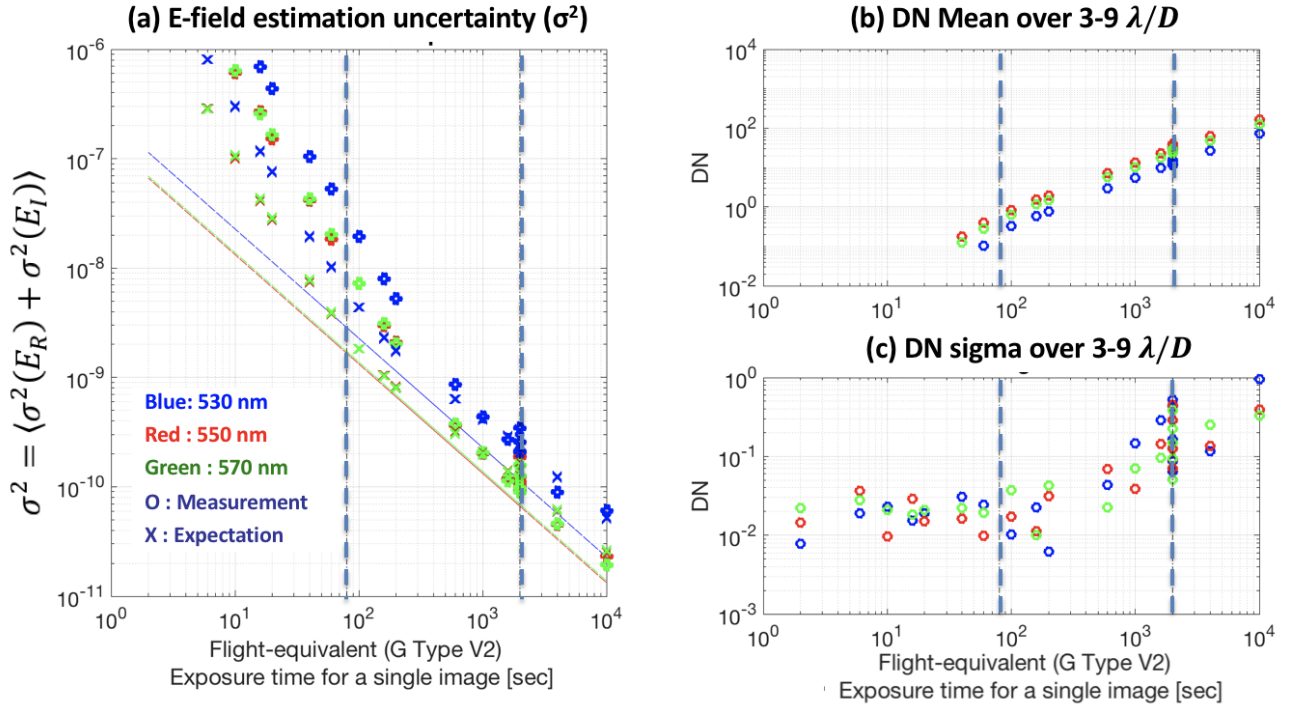 (a) E-field estimation uncertainty (σ²)
σ² = ⟨σ²(E_R) + σ²(E_I)⟩
10⁻⁶
10⁻⁷
10⁻⁸
10⁻⁹
10⁻¹⁰
10⁻¹¹
Blue: 530 nm
Red : 550 nm
Green : 570 nm
O : Measurement
X : Expectation
10⁰ 10¹ 10² 10³ 10⁴
Flight-equivalent (G Type V2)
Exposure time for a single image [sec]
(b) DN Mean over 3-9 λ/D
DN
10⁴
10²
10⁰
10⁻²
10⁻²
10⁰ 10¹ 10² 10³ 10⁴
(c) DN sigma over 3-9 λ/D
DN
10⁰
10⁻¹
10⁻²
10⁻³
10⁰ 10¹ 10² 10³ 10⁴
Flight-equivalent (G Type V2)
Exposure time for a single image [sec]